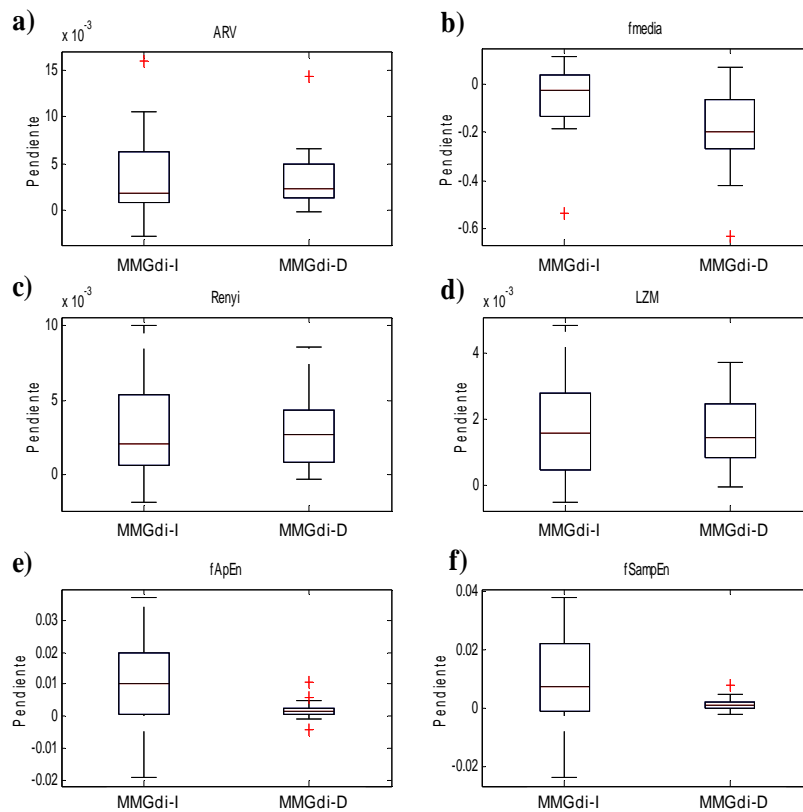 a)
ARV
x 10^-3
15
10
5
0
Pendiente
MMGdi-I MMGdi-D
b)
fmedia
0
-0.2
-0.4
-0.6
Pendiente
MMGdi-I MMGdi-D
c)
Renyi
x 10^-3
10
5
0
Pendiente
MMGdi-I MMGdi-D
d)
LZM
x 10^-3
4
2
0
Pendiente
MMGdi-I MMGdi-D
e)
fApEn
0.03
0.02
0.01
0
-0.01
-0.02
Pendiente
MMGdi-I MMGdi-D
f)
fSampEn
0.04
0.02
0
-0.02
Pendiente
MMGdi-I MMGdi-D